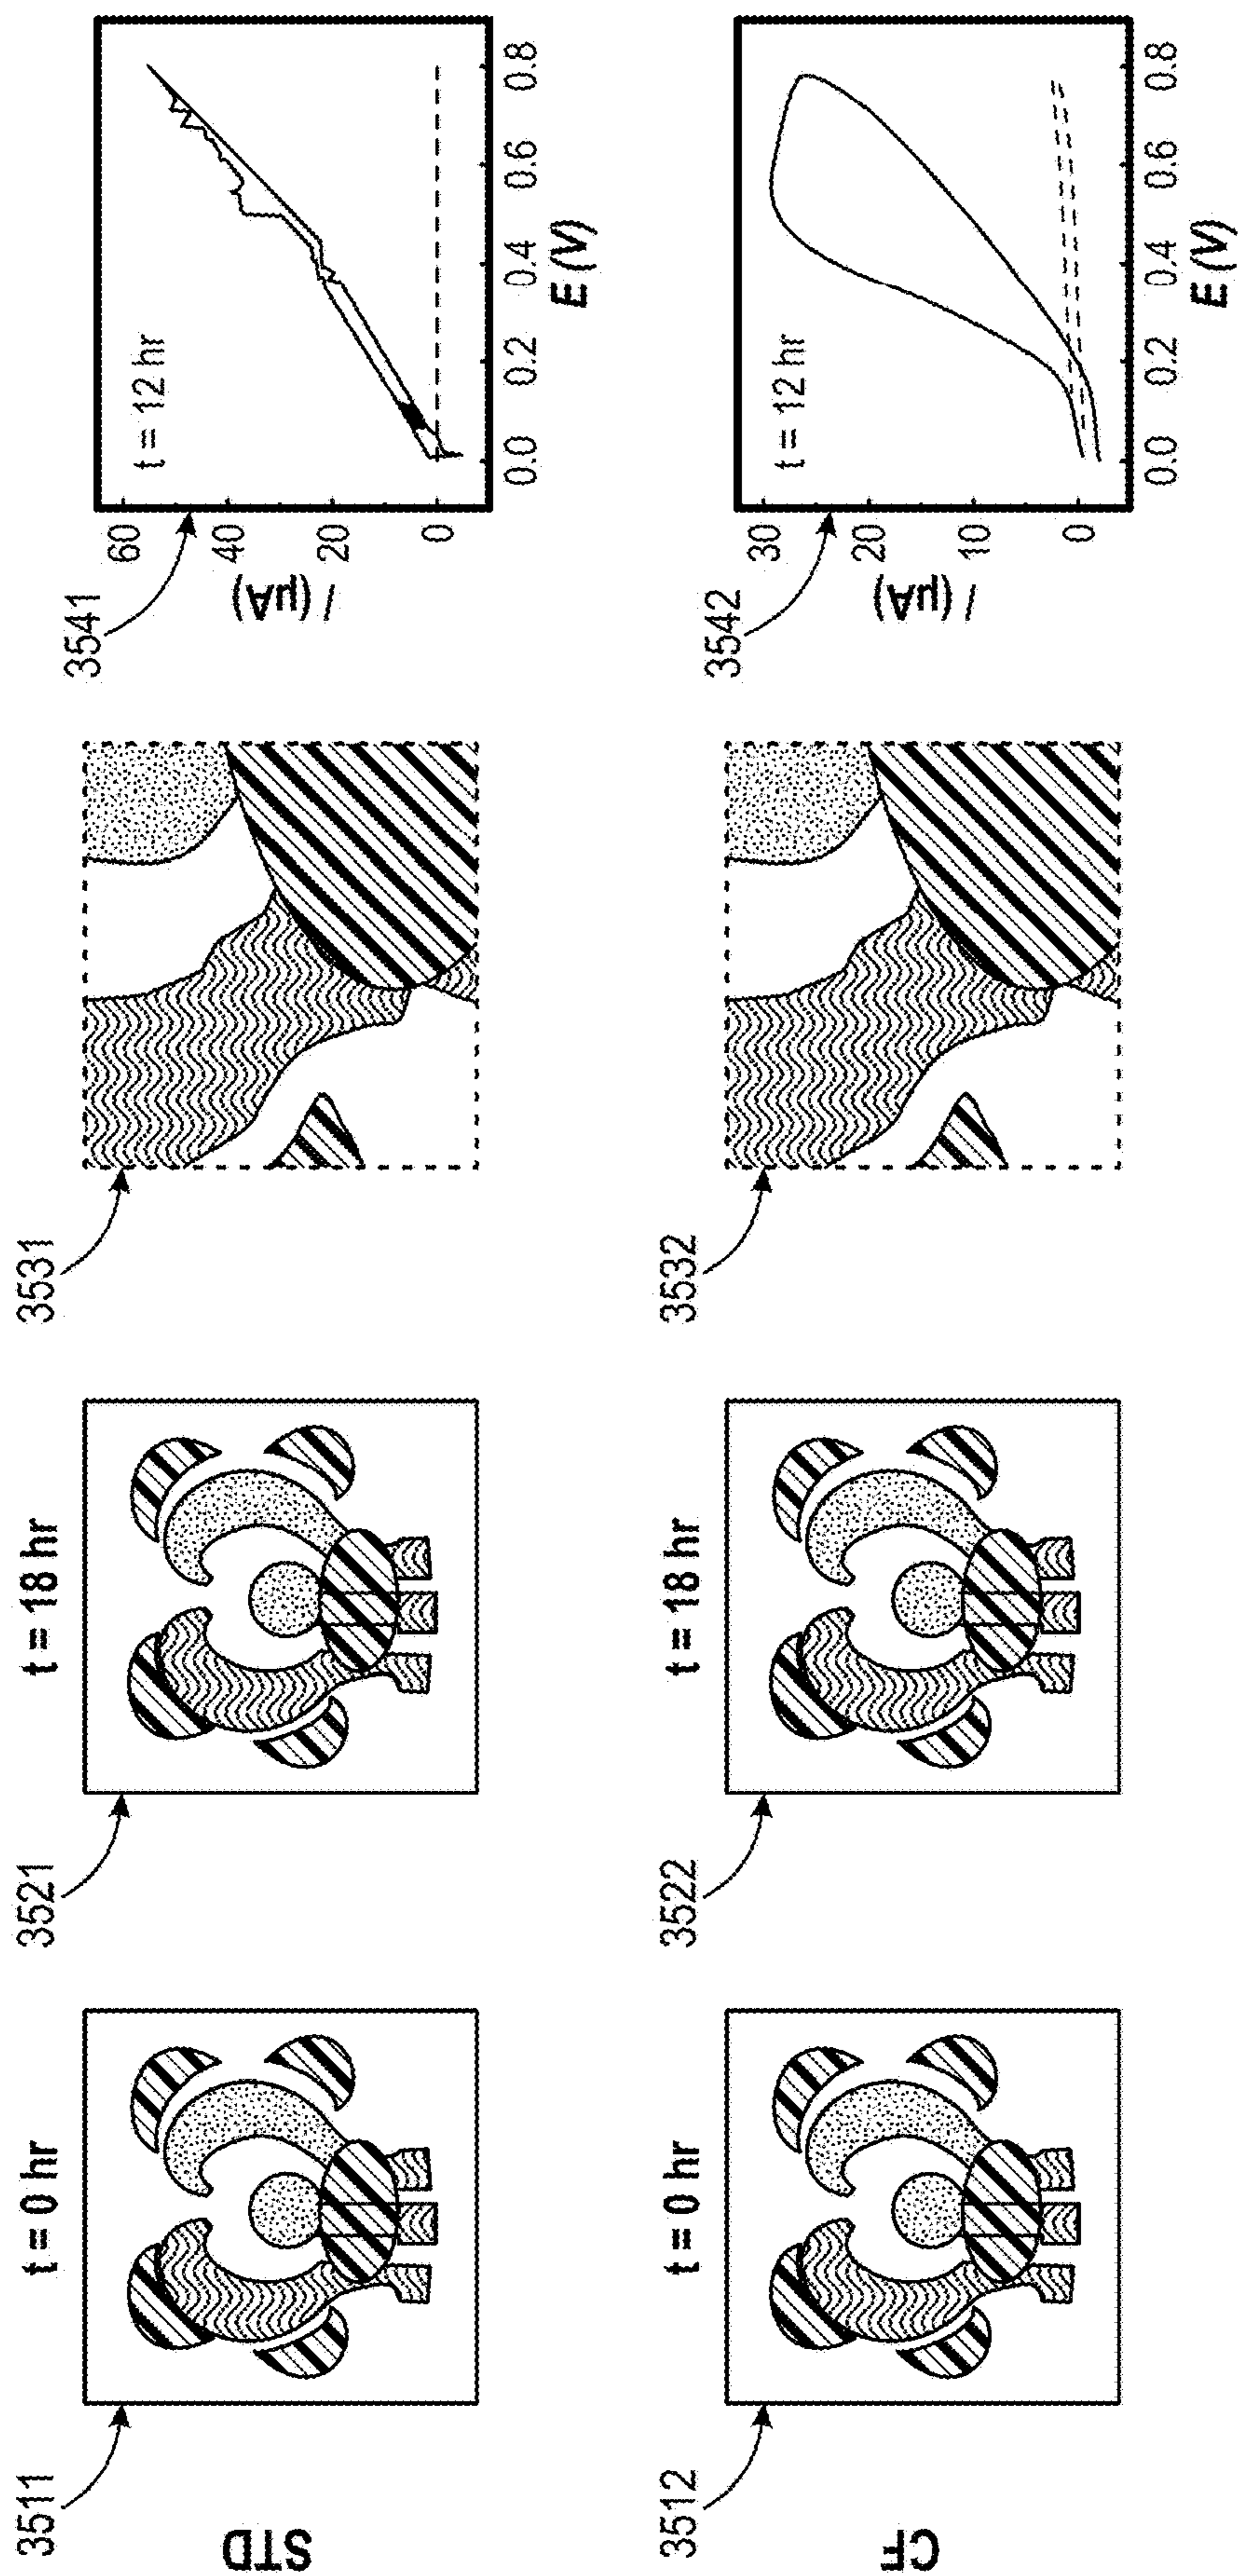 STD
3511
t = 0 hr
3521
t = 18 hr
3531
3541
t = 12 hr
I (μA)
60
40
20
0
0.0 0.2 0.4 0.6 0.8
E (V)
CF
3512
t = 0 hr
3522
t = 18 hr
3532
3542
t = 12 hr
I (μA)
30
20
10
0
0.0 0.2 0.4 0.6 0.8
E (V)